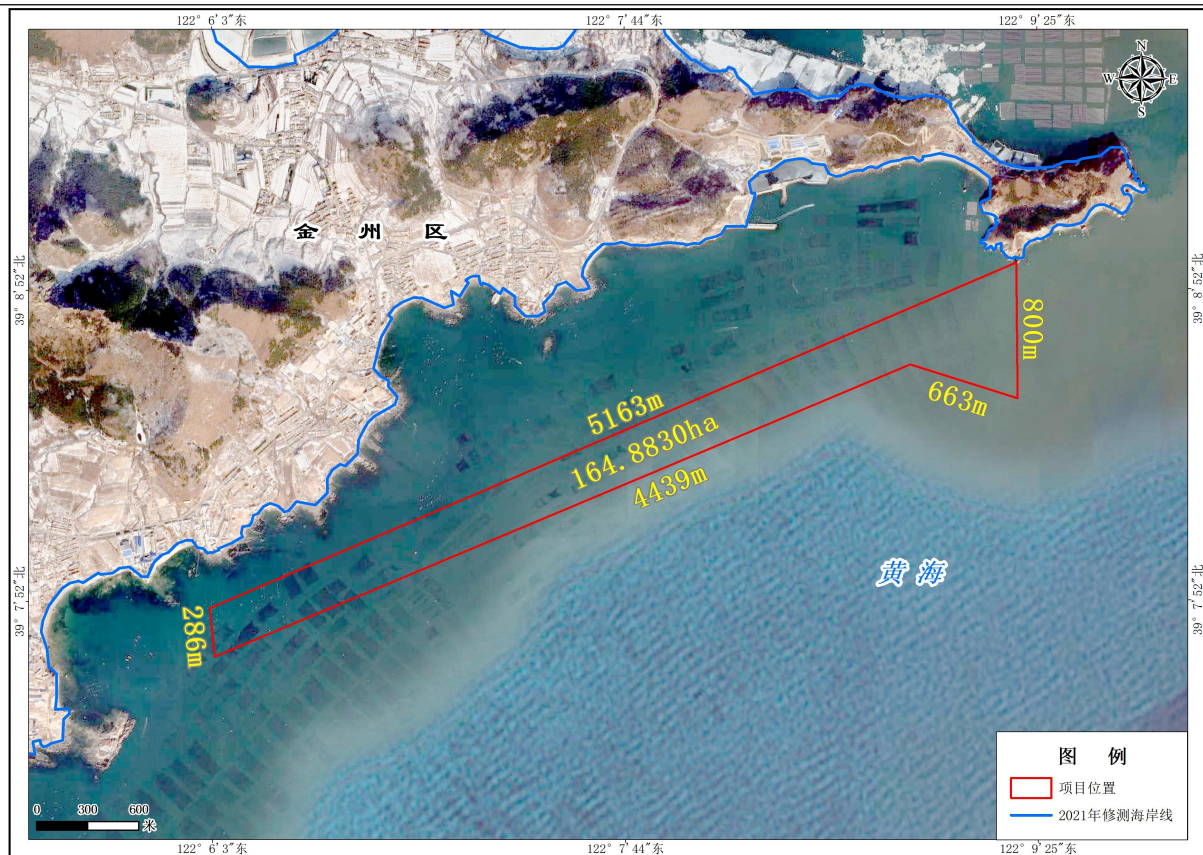 122° 6′3″东
122° 7′44″东
122° 9′25″东
N
W
E
S
金 州 区
39° 8′52″北
39° 8′52″北
800m
663m
5163m
164.8830ha
4439m
黄 海
39° 7′52″北
39° 7′52″北
286m
图 例
项目位置
2021年修测海岸线
0 300 600
米
122° 6′3″东
122° 7′44″东
122° 9′25″东